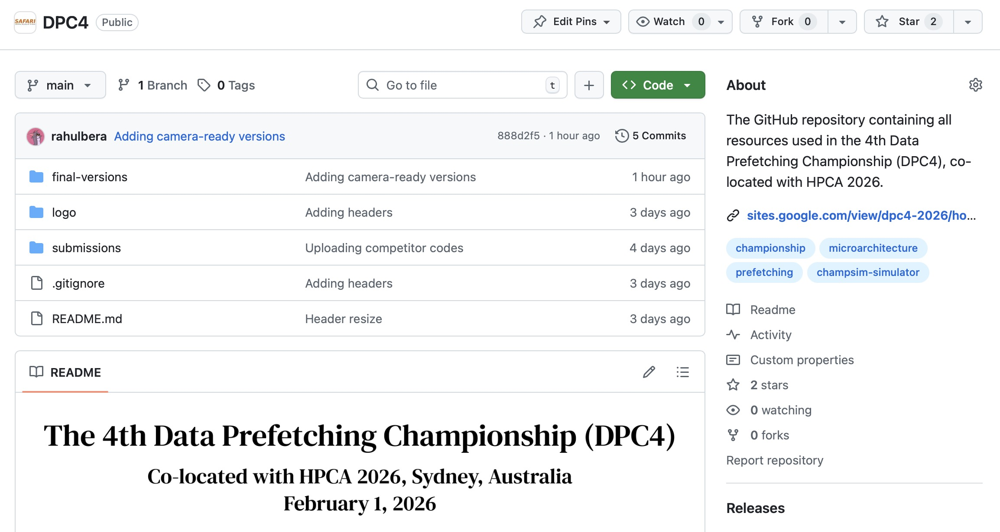 SAFARI
DPC4 Public
Edit Pins
Watch 0
Fork 0
Star 2
main
1 Branch
0 Tags
Go to file t
Code
rahulbera Adding camera-ready versions 888d2f5 · 1 hour ago 5 Commits
final-versions Adding camera-ready versions 1 hour ago
logo Adding headers 3 days ago
submissions Uploading competitor codes 4 days ago
.gitignore Adding headers 3 days ago
README.md Header resize 3 days ago
README
The 4th Data Prefetching Championship (DPC4)
Co-located with HPCA 2026, Sydney, Australia
February 1, 2026
About
The GitHub repository containing all
resources used in the 4th Data
Prefetching Championship (DPC4), co-
located with HPCA 2026.
sites.google.com/view/dpc4-2026/ho...
championship microarchitecture
prefetching champsim-simulator
Readme
Activity
Custom properties
2 stars
0 watching
0 forks
Report repository
Releases